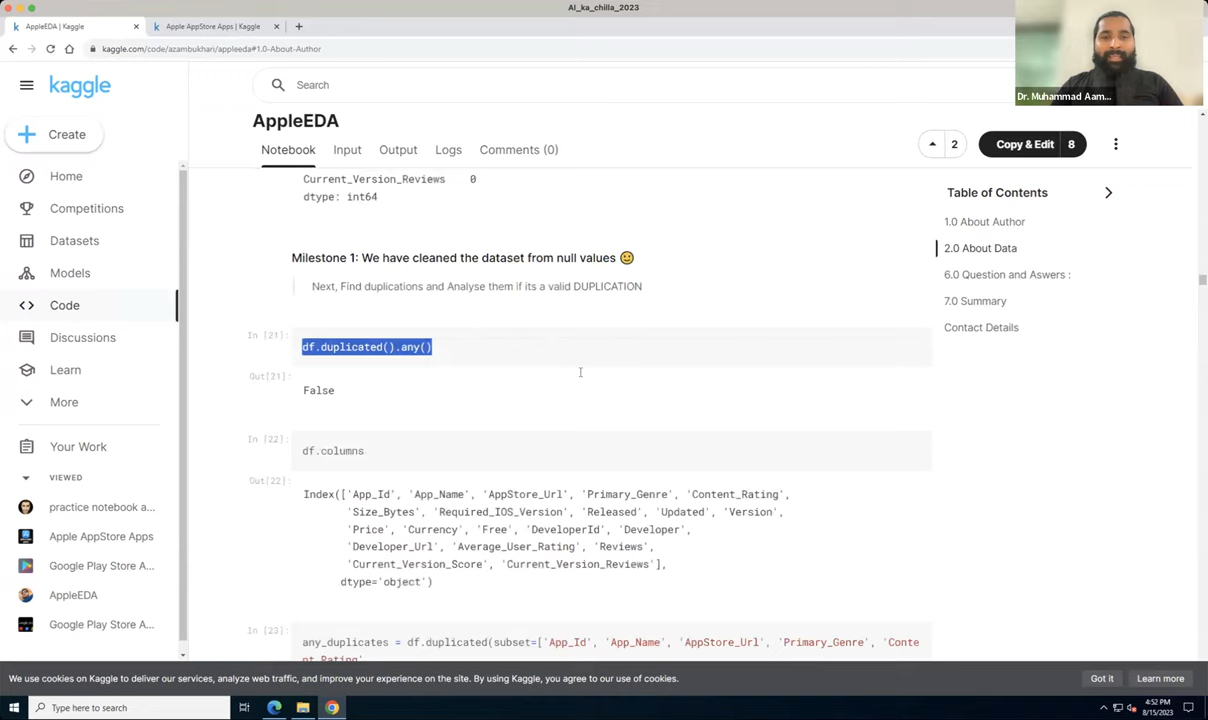 AI_ka_chilla_2023
AppleEDA | Kaggle
Apple AppStore Apps | Kaggle
kaggle.com/code/azambukhari/appleeda#1.0-About-Author
Dr. Muhammad Aam...
kaggle
Search
Create
AppleEDA
Notebook
Input
Output
Logs
Comments (0)
2
Copy & Edit
8
Home
Competitions
Datasets
Models
Code
Discussions
Learn
More
Your Work
VIEWED
practice notebook a...
Apple AppStore Apps
Google Play Store A...
AppleEDA
Google Play Store A...
Current_Version_Reviews 0
dtype: int64
Milestone 1: We have cleaned the dataset from null values 🙂
Next, Find duplications and Analyse them if its a valid DUPLICATION
In [21]:
df.duplicated().any()
Out[21]:
False
In [22]:
df.columns
Out[22]:
Index(['App_Id', 'App_Name', 'AppStore_Url', 'Primary_Genre', 'Content_Rating',
'Size_Bytes', 'Required_IOS_Version', 'Released', 'Updated', 'Version',
'Price', 'Currency', 'Free', 'DeveloperId', 'Developer',
'Developer_Url', 'Average_User_Rating', 'Reviews',
'Current_Version_Score', 'Current_Version_Reviews'],
dtype='object')
In [23]:
any_duplicates = df.duplicated(subset=['App_Id', 'App_Name', 'AppStore_Url', 'Primary_Genre', 'Conte
nt_Rating'
Table of Contents
1.0 About Author
2.0 About Data
6.0 Question and Aswers :
7.0 Summary
Contact Details
We use cookies on Kaggle to deliver our services, analyze web traffic, and improve your experience on the site. By using Kaggle, you agree to our use of cookies.
Got it
Learn more
Type here to search
4:52 PM
8/15/2023